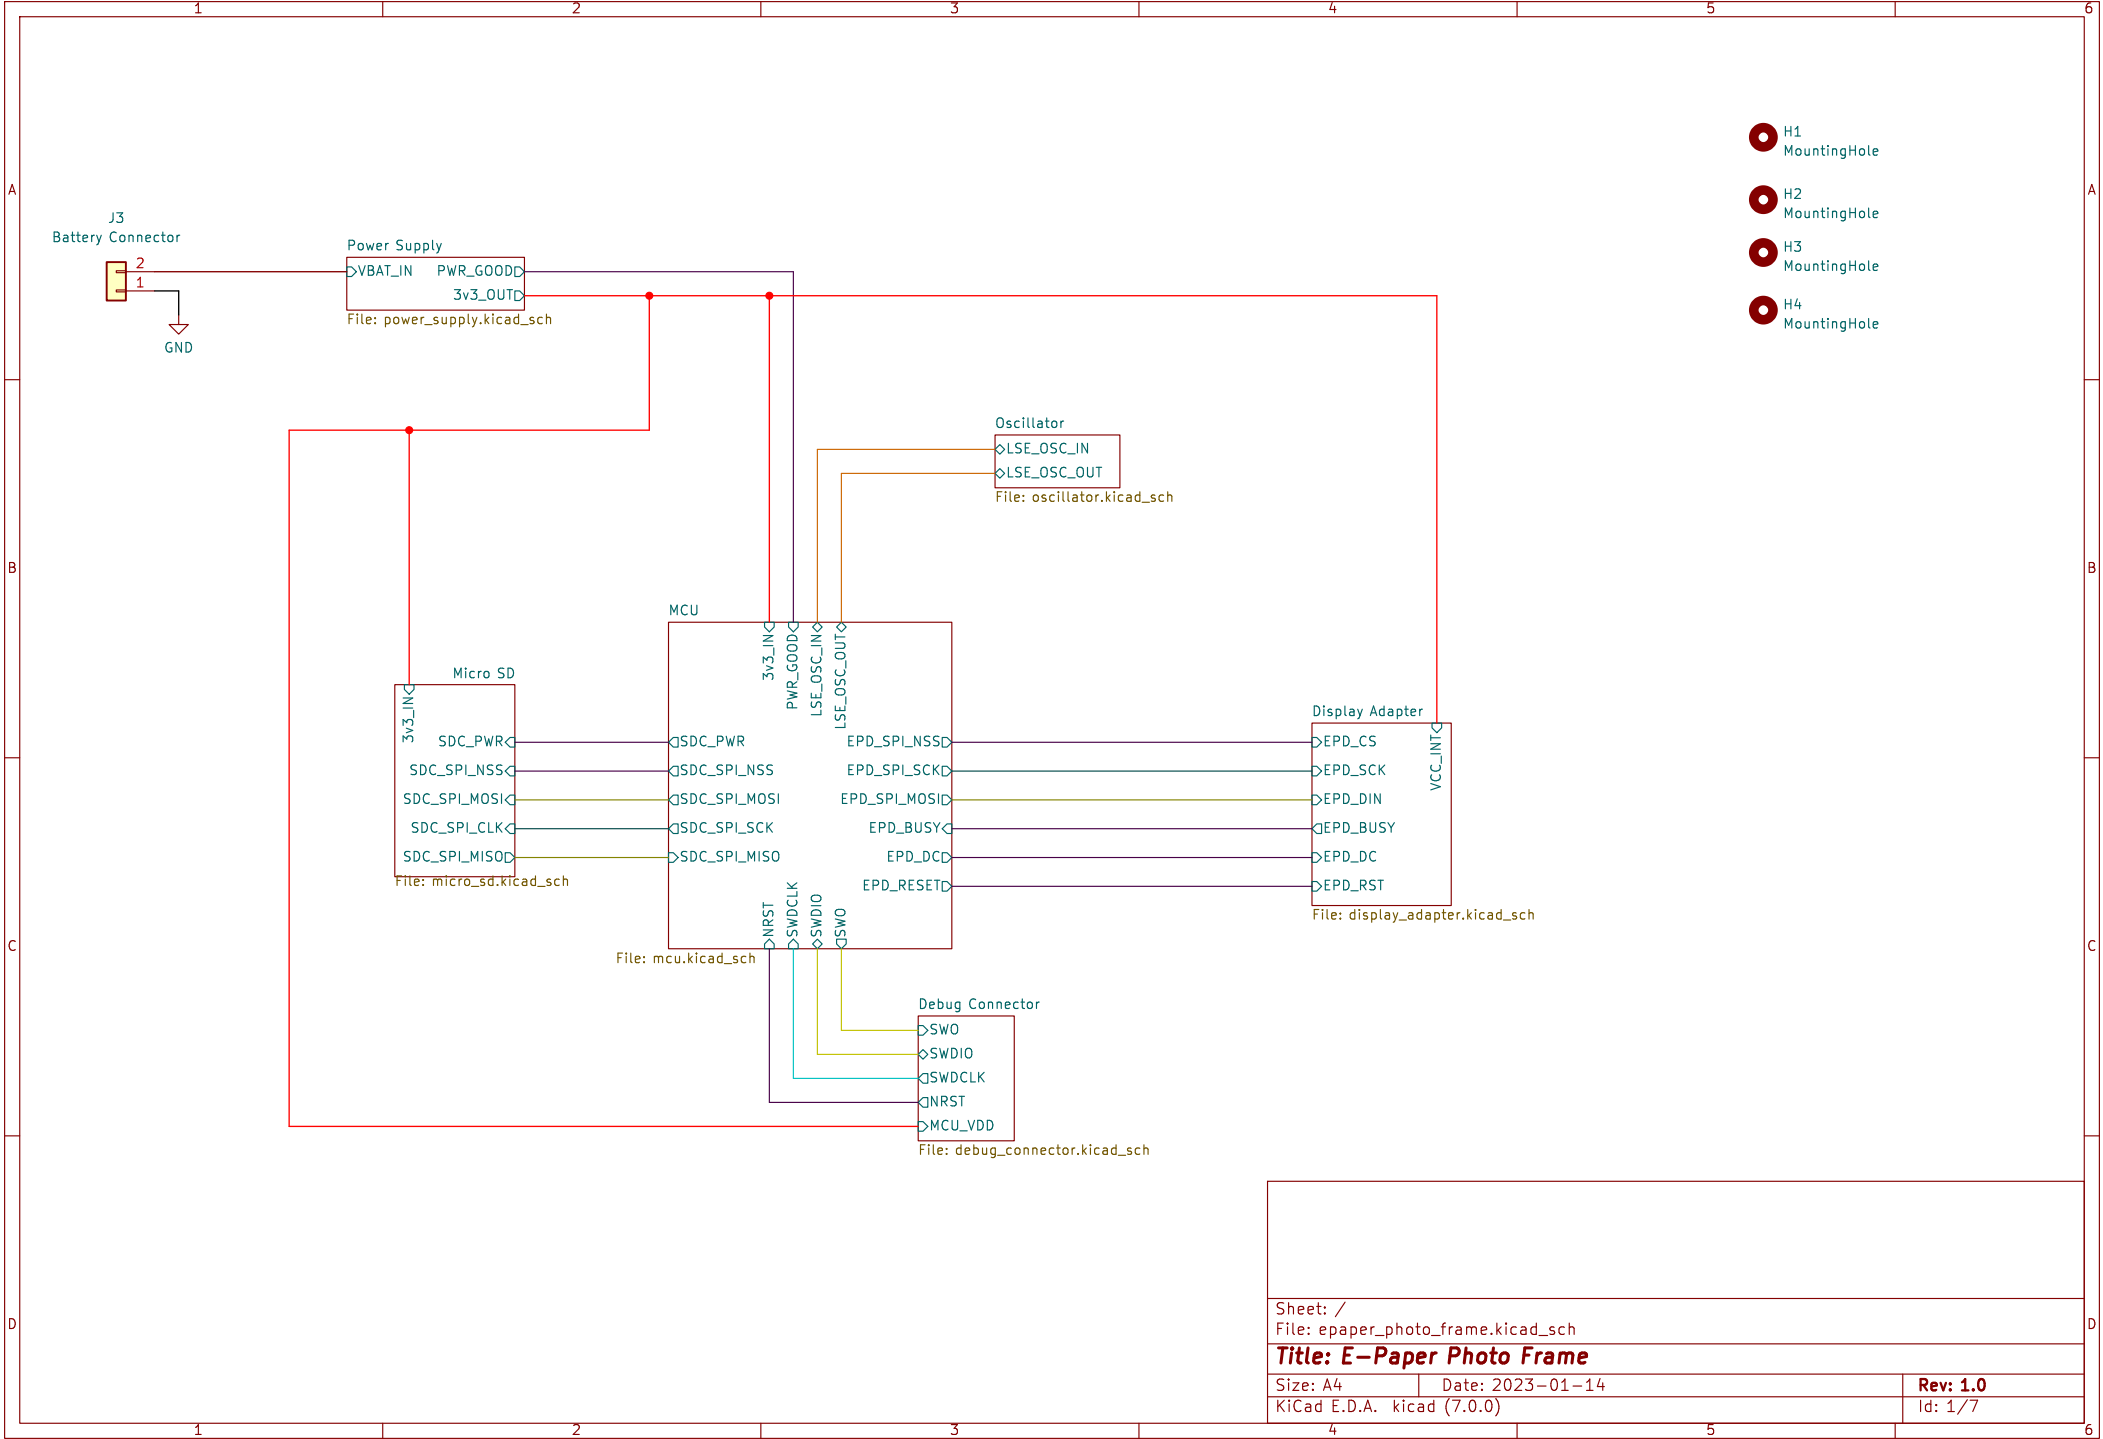 1 2 3 4 5 6
A
B
C
D
A
B
C
D
H1
MountingHole
H2
MountingHole
H3
MountingHole
H4
MountingHole
J3
Battery Connector
2
1
GND
Power Supply
VBAT_IN PWR_GOOD
3v3_OUT
File: power_supply.kicad_sch
Oscillator
LSE_OSC_IN
LSE_OSC_OUT
File: oscillator.kicad_sch
Micro SD
3v3_IN
SDC_PWR
SDC_SPI_NSS
SDC_SPI_MOSI
SDC_SPI_CLK
SDC_SPI_MISO
File: micro_sd.kicad_sch
MCU
3v3_IN
PWR_GOOD
LSE_OSC_IN
LSE_OSC_OUT
SDC_PWR
SDC_SPI_NSS
SDC_SPI_MOSI
SDC_SPI_SCK
SDC_SPI_MISO
EPD_SPI_NSS
EPD_SPI_SCK
EPD_SPI_MOSI
EPD_BUSY
EPD_DC
EPD_RESET
NRST
SWDCLK
SWDIO
SWO
File: mcu.kicad_sch
Display Adapter
VCC_INT
EPD_CS
EPD_SCK
EPD_DIN
EPD_BUSY
EPD_DC
EPD_RST
File: display_adapter.kicad_sch
Debug Connector
SWO
SWDIO
SWDCLK
NRST
MCU_VDD
File: debug_connector.kicad_sch
Sheet: /
File: epaper_photo_frame.kicad_sch
Title: E-Paper Photo Frame
Size: A4 Date: 2023-01-14 Rev: 1.0
KiCad E.D.A. kicad (7.0.0) Id: 1/7
1 2 3 4 5 6